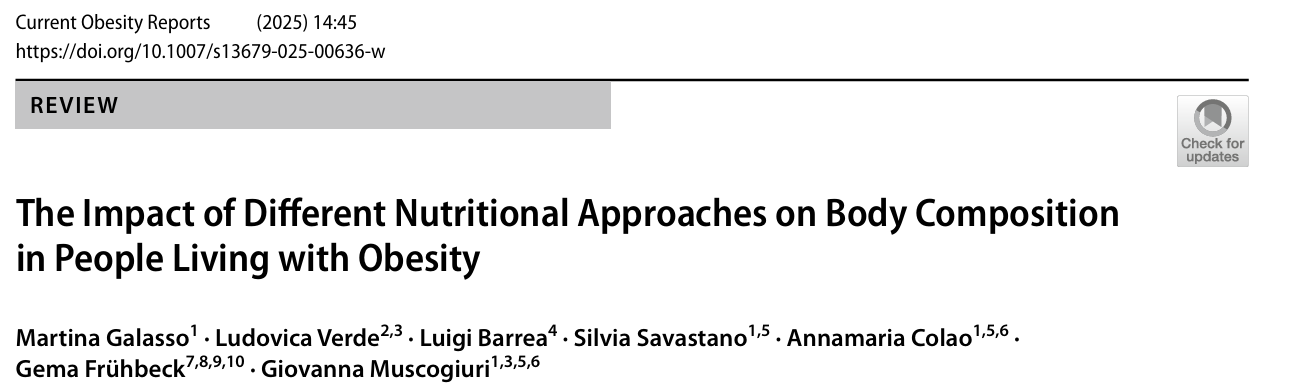 Current Obesity Reports (2025) 14:45
https://doi.org/10.1007/s13679-025-00636-w
REVIEW
Check for
updates
The Impact of Different Nutritional Approaches on Body Composition
in People Living with Obesity
Martina Galasso1 · Ludovica Verde2,3 · Luigi Barrea4 · Silvia Savastano1,5 · Annamaria Colao1,5,6 ·
Gema Frühbeck7,8,9,10 · Giovanna Muscogiuri1,3,5,6